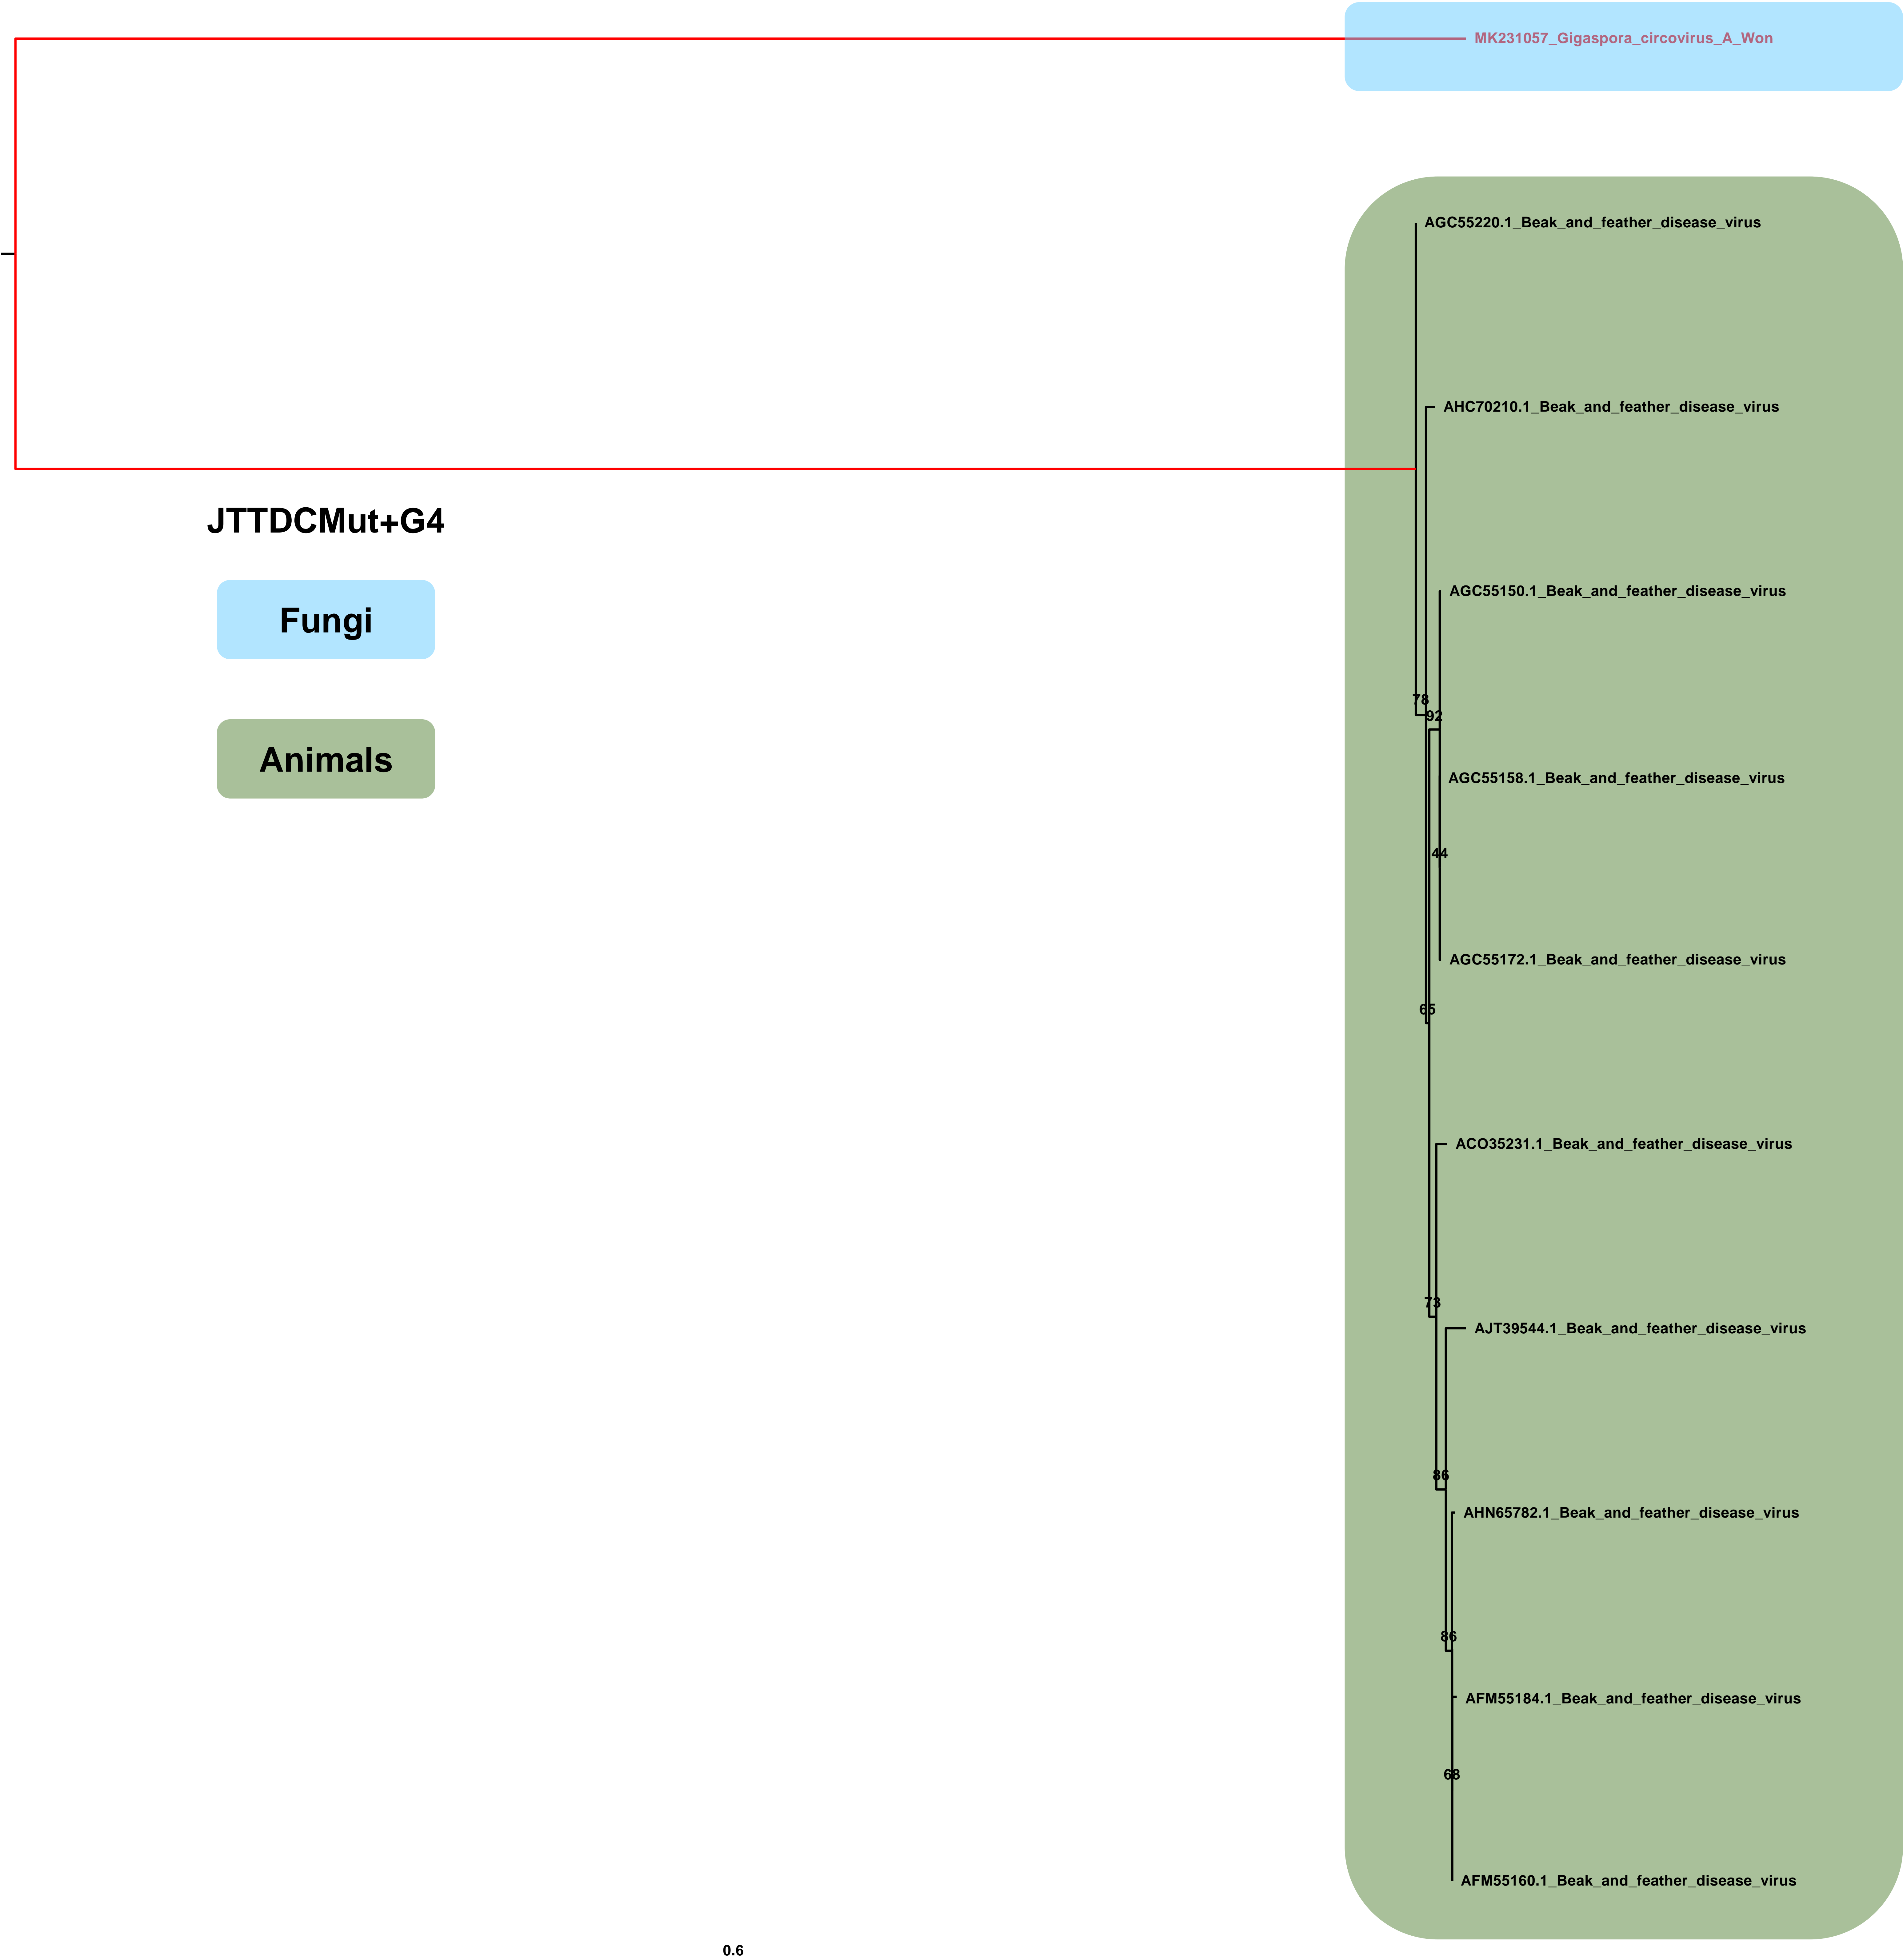 MK231057_Gigaspora_circovirus_A_Won
AGC55220.1_Beak_and_feather_disease_virus
AHC70210.1_Beak_and_feather_disease_virus
JTTDCMut+G4
Fungi
AGC55150.1_Beak_and_feather_disease_virus
78
92
Animals
AGC55158.1_Beak_and_feather_disease_virus
44
AGC55172.1_Beak_and_feather_disease_virus
65
ACO35231.1_Beak_and_feather_disease_virus
73
AJT39544.1_Beak_and_feather_disease_virus
86
AHN65782.1_Beak_and_feather_disease_virus
86
AFM55184.1_Beak_and_feather_disease_virus
68
AFM55160.1_Beak_and_feather_disease_virus
0.6